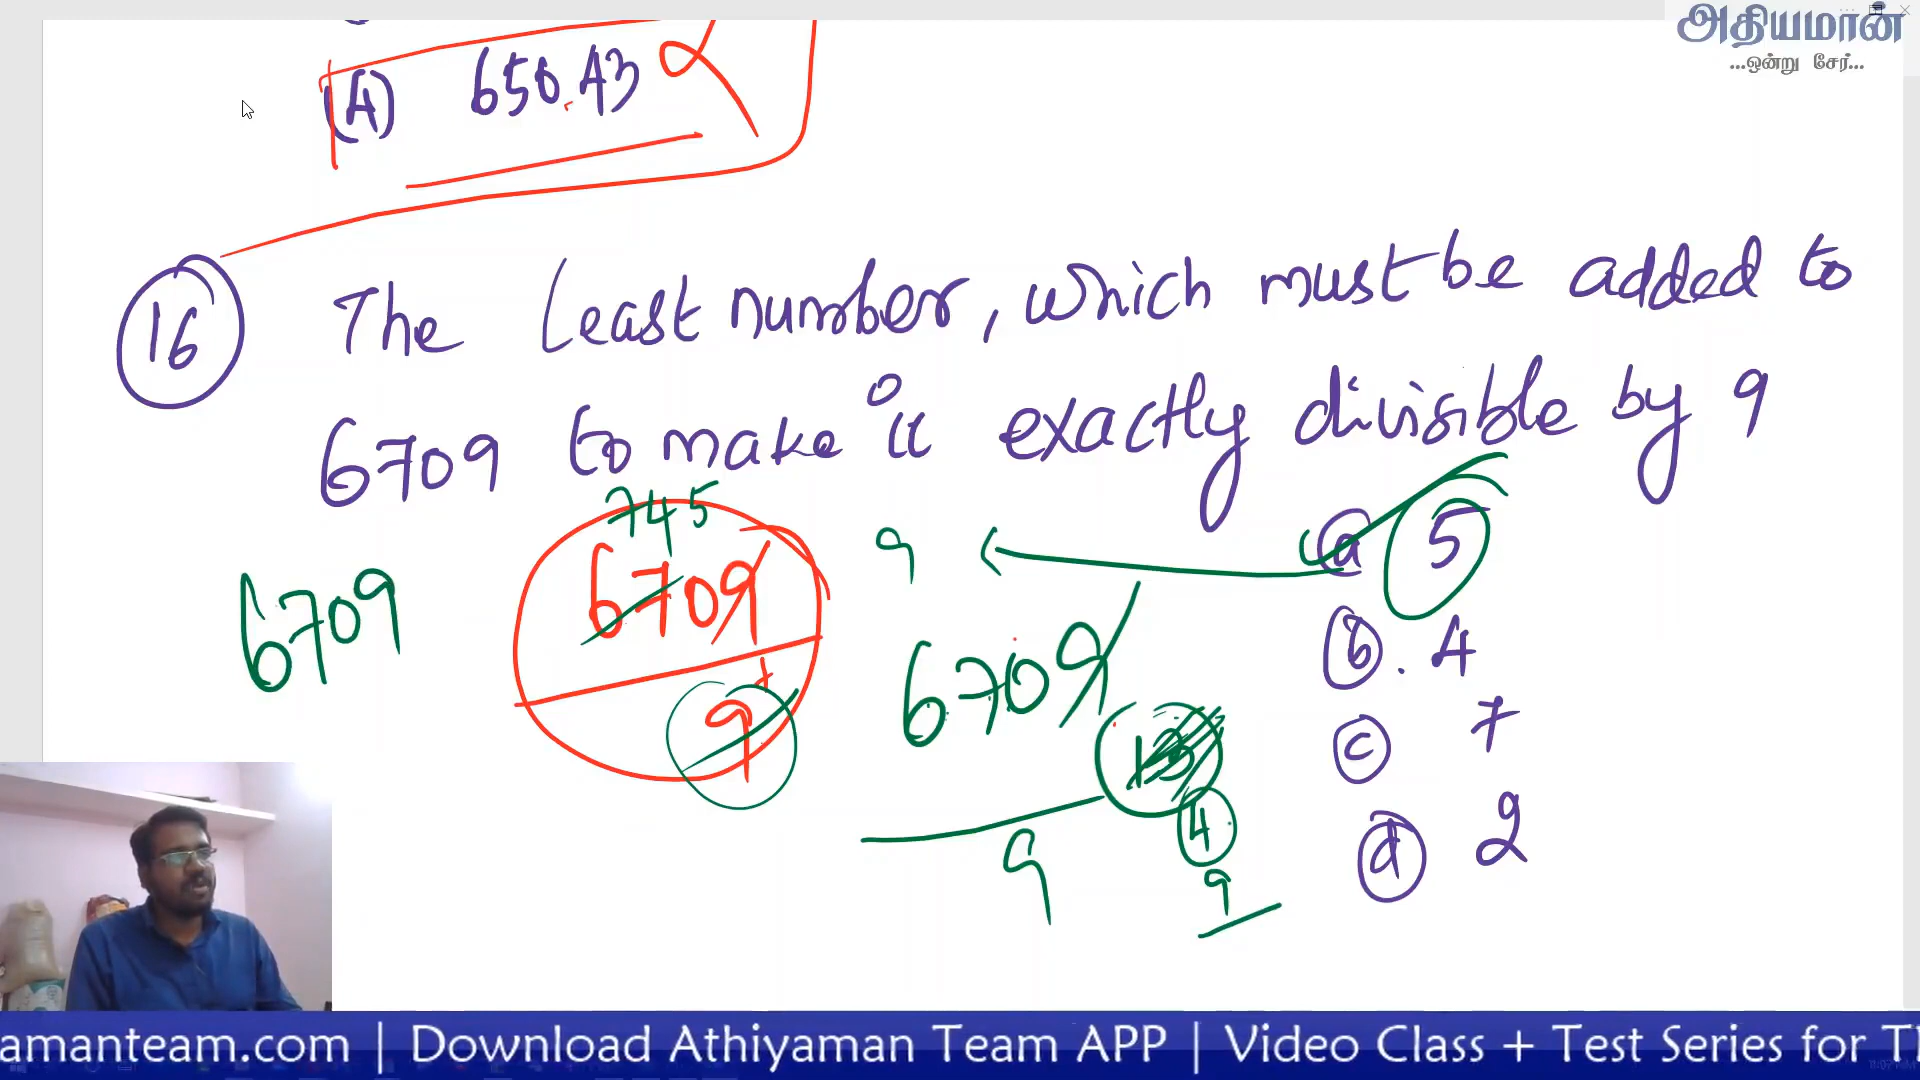 அதியமான்
...ஒன்று சேர்...
(A) 650.43
16 The least number, which must be added to
6709 to make it exactly divisible by 9
745
6709
6709
9
9
a 5
6709
13
4
9
9
b. 4
c 7
d 2
amanteam.com | Download Athiyaman Team APP | Video Class + Test Series for T